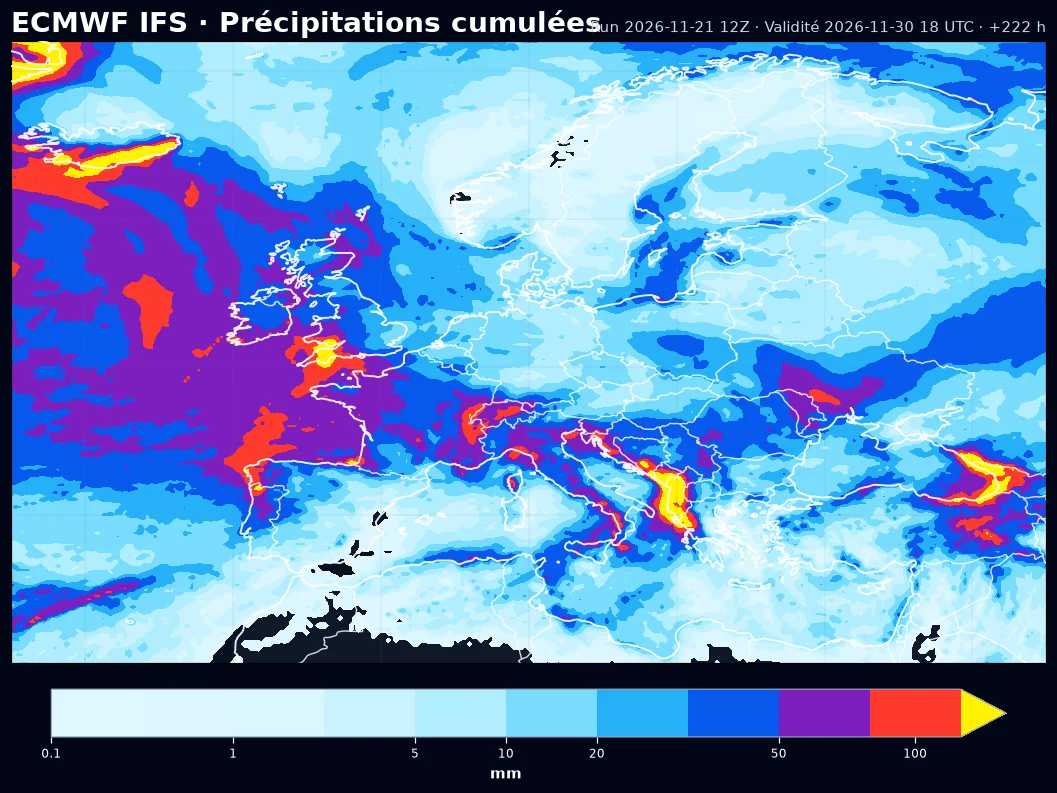 ECMWF IFS · Précipitations cumulées
Run 2026-11-21 12Z · Validité 2026-11-30 18 UTC · +222 h
0.1 1 5 10 20 50 100
mm